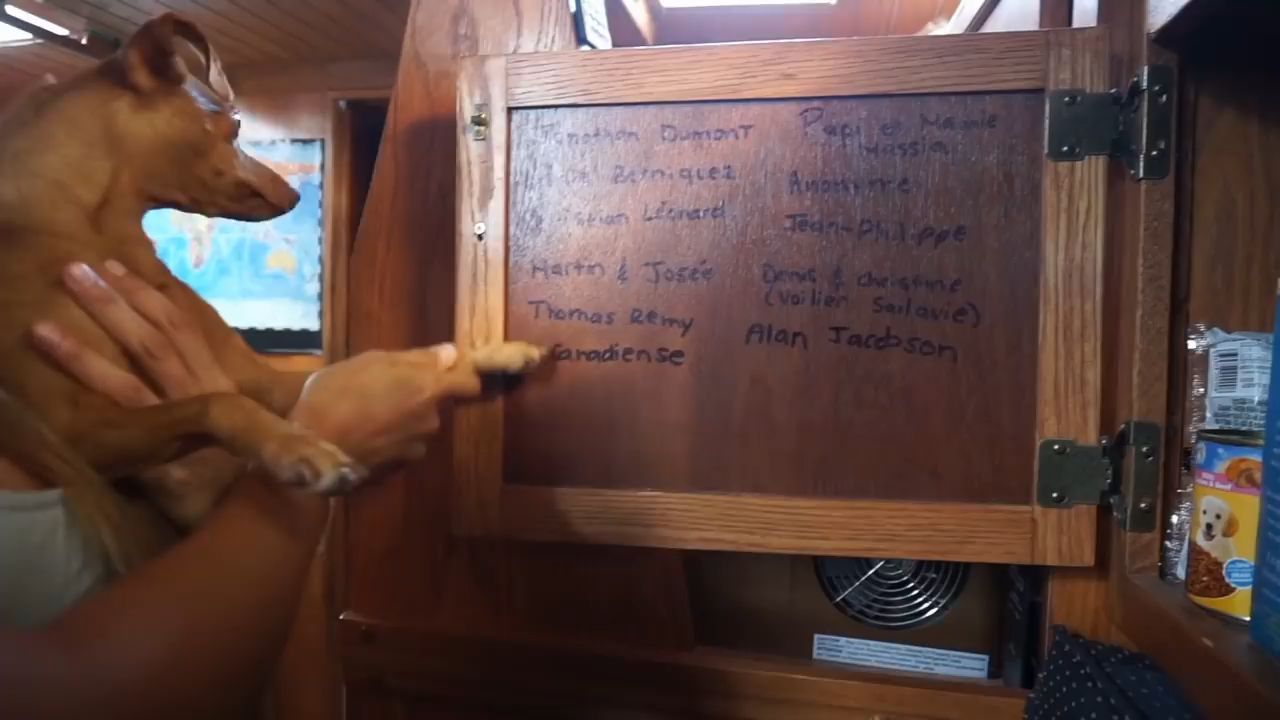 Jonathan Dumont
Berniquez
Léonard
Martin & Josée
Thomas Remy
Papi et Mamie
Massia
Anonyme
Jean-Philippe
Denis & christine
(Voilier Sailavie)
Alan Jacobson